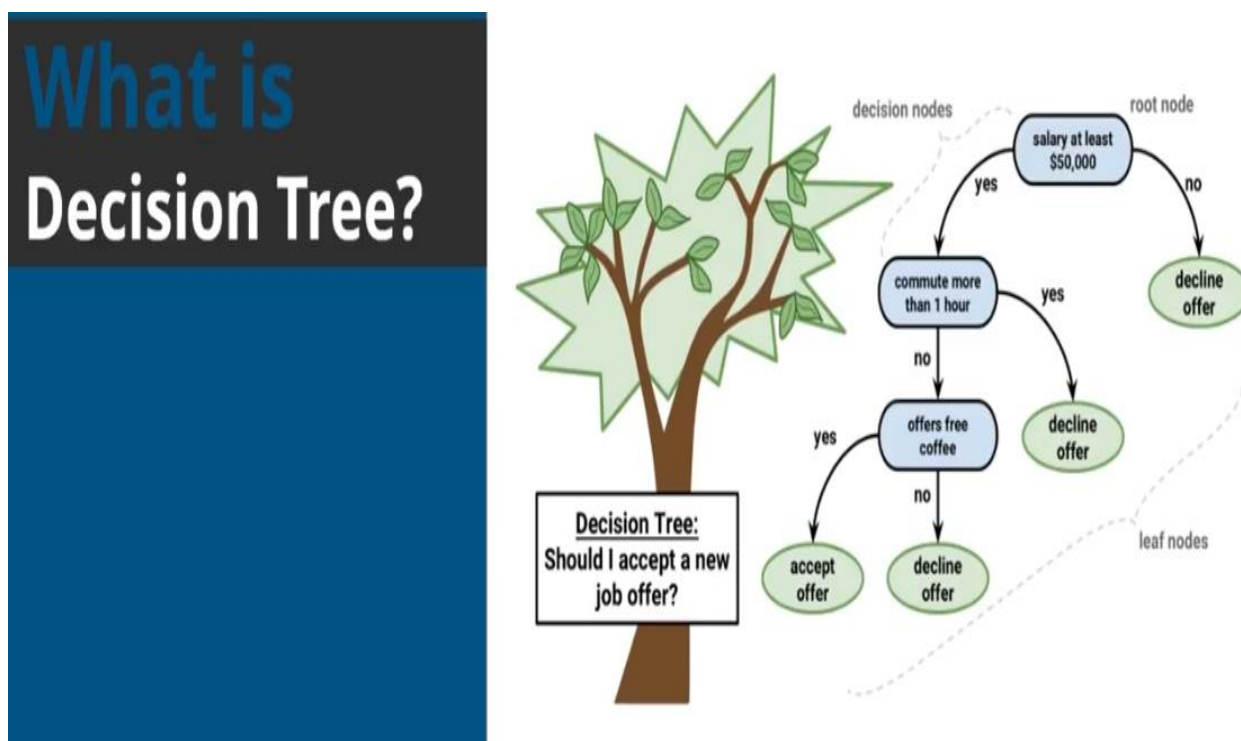 What is
Decision Tree?
decision nodes
root node
salary at least
$50,000
yes
no
commute more
than 1 hour
decline
offer
yes
no
offers free
coffee
decline
offer
yes
no
leaf nodes
Decision Tree:
Should I accept a new
job offer?
accept
offer
decline
offer